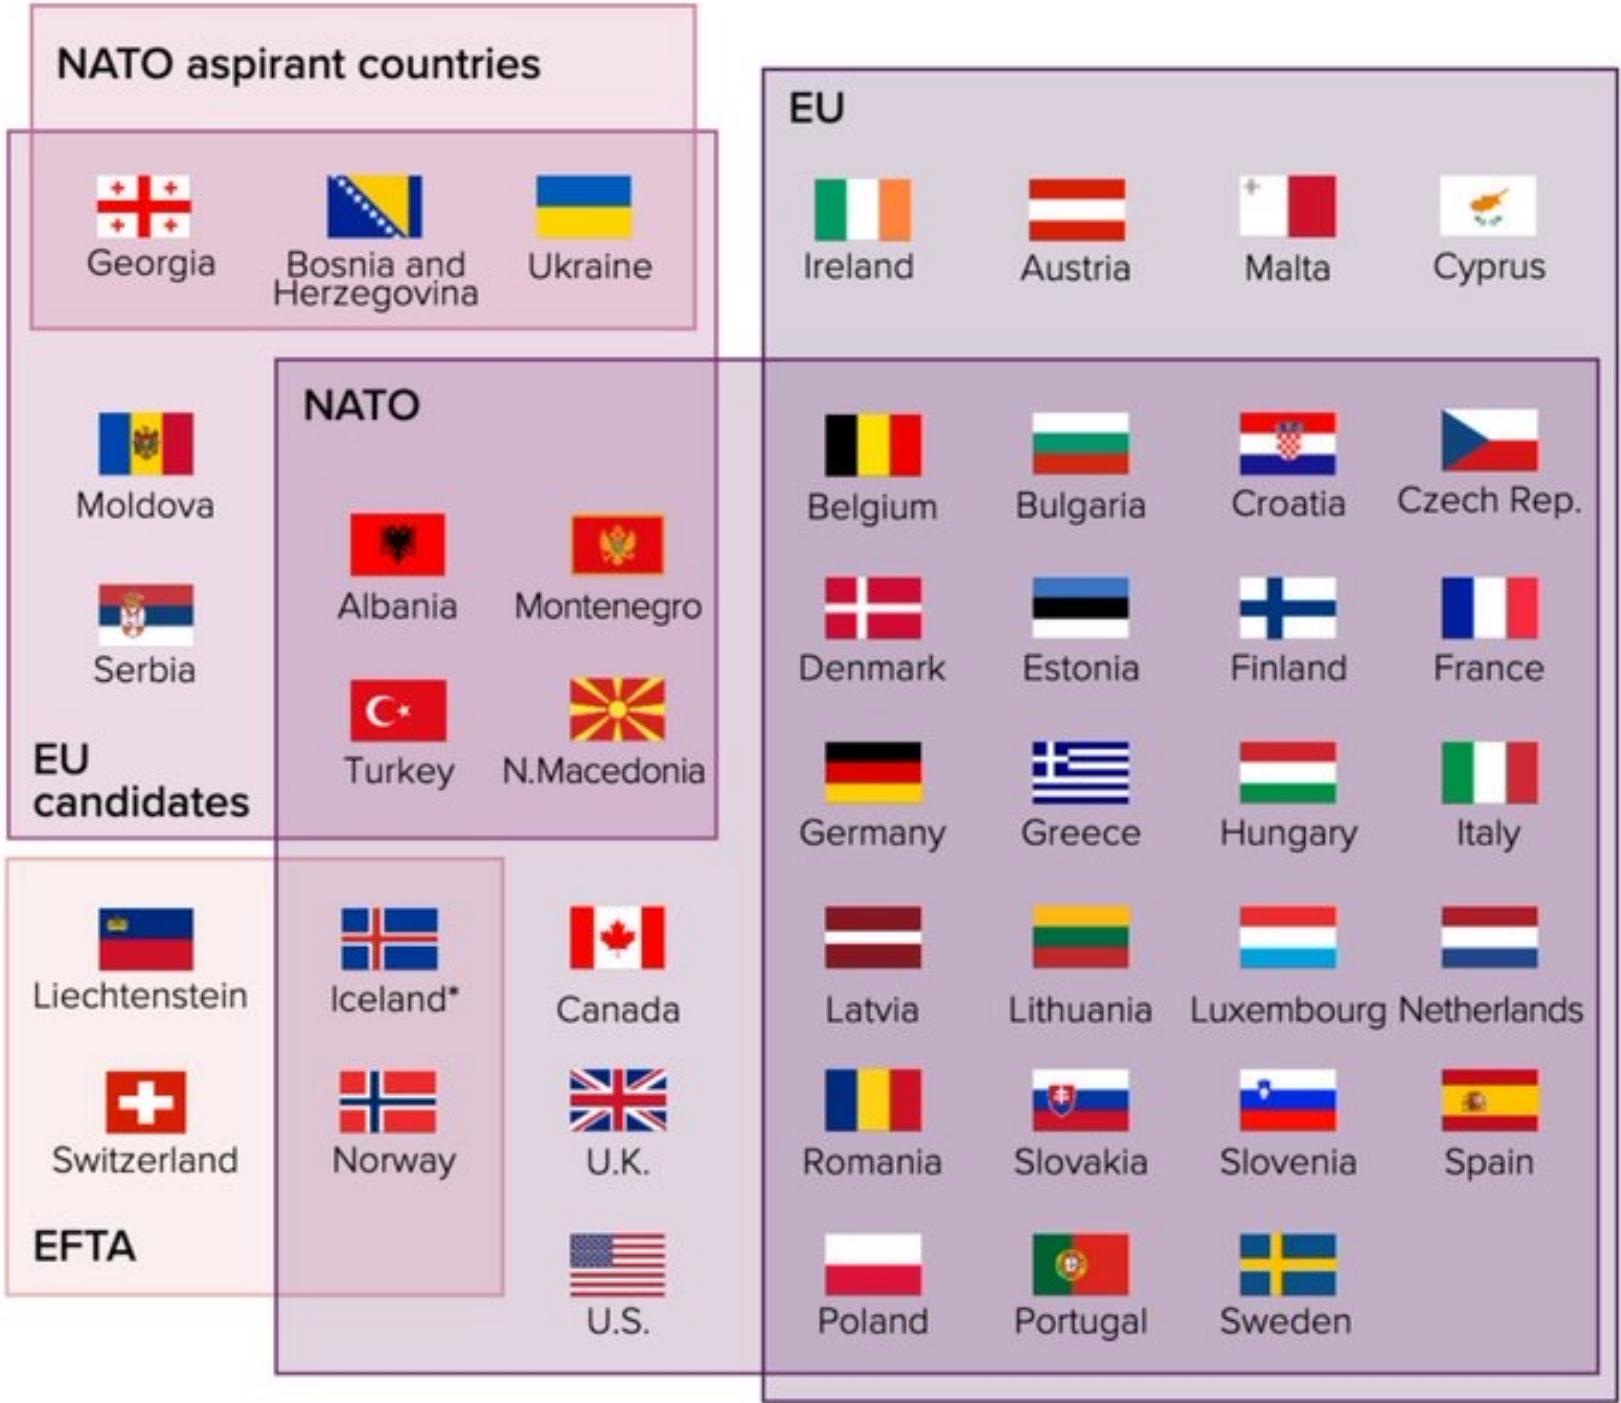 NATO aspirant countries
EU
Georgia
Bosnia and
Herzegovina
Ukraine
Ireland
Austria
Malta
Cyprus
NATO
Moldova
Belgium
Bulgaria
Croatia
Czech Rep.
Albania
Montenegro
Serbia
Denmark
Estonia
Finland
France
Turkey
N.Macedonia
EU
candidates
Germany
Greece
Hungary
Italy
Liechtenstein
Iceland*
Canada
Latvia
Lithuania
Luxembourg
Netherlands
Switzerland
Norway
U.K.
Romania
Slovakia
Slovenia
Spain
EFTA
U.S.
Poland
Portugal
Sweden